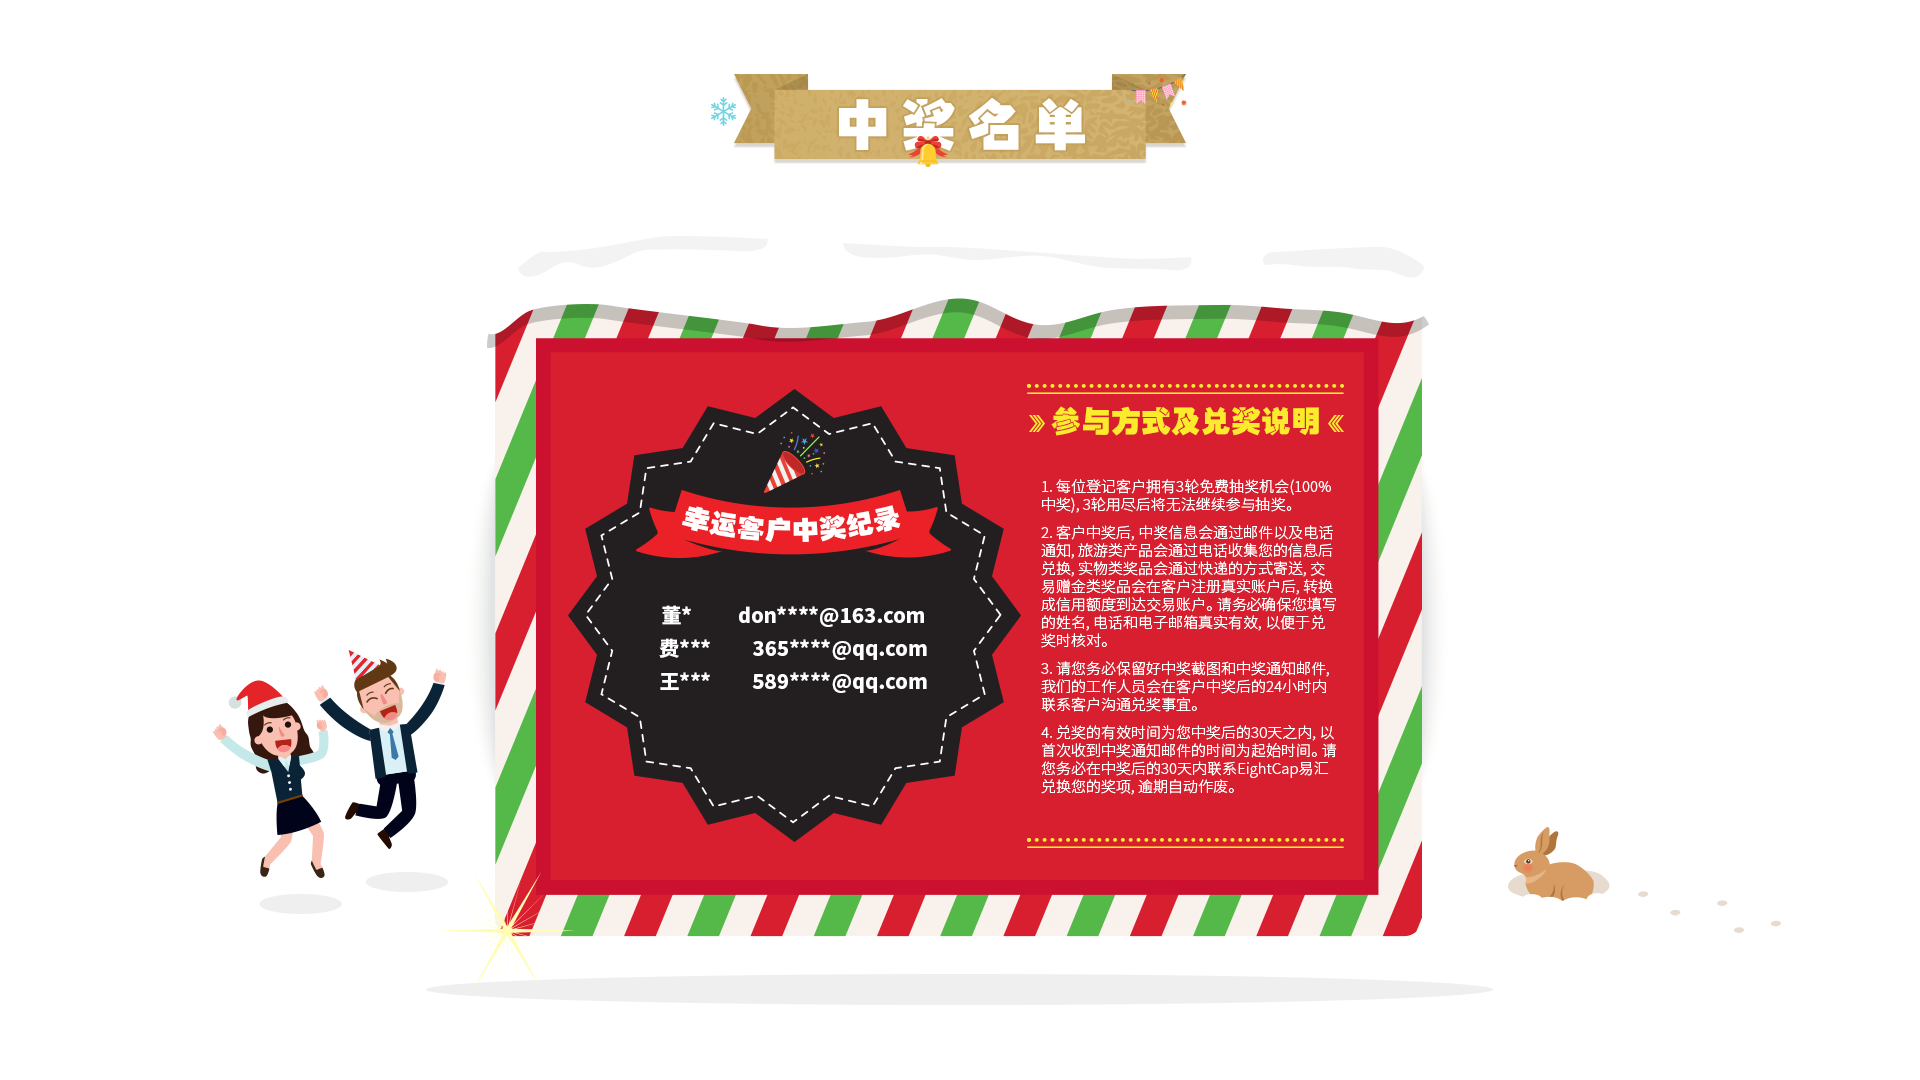 中奖名单
幸运客户中奖纪录
董* don****@163.com
费*** 365****@qq.com
王*** 589****@qq.com
参与方式及兑奖说明
1. 每位登记客户拥有3轮免费抽奖机会(100%
中奖), 3轮用尽后将无法继续参与抽奖。
2. 客户中奖后, 中奖信息会通过邮件以及电话
通知, 旅游类产品会通过电话收集您的信息后
兑换, 实物类奖品会通过快递的方式寄送, 交
易赠金类奖品会在客户注册真实账户后, 转换
成信用额度到达交易账户。请务必确保您填写
的姓名, 电话和电子邮箱真实有效, 以便于兑
奖时核对。
3. 请您务必保留好中奖截图和中奖通知邮件,
我们的工作人员会在客户中奖后的24小时内
联系客户沟通兑奖事宜。
4. 兑奖的有效时间为您中奖后的30天之内, 以
首次收到中奖通知邮件的时间为起始时间。请
您务必在中奖后的30天内联系EightCap易汇
兑换您的奖项, 逾期自动作废。